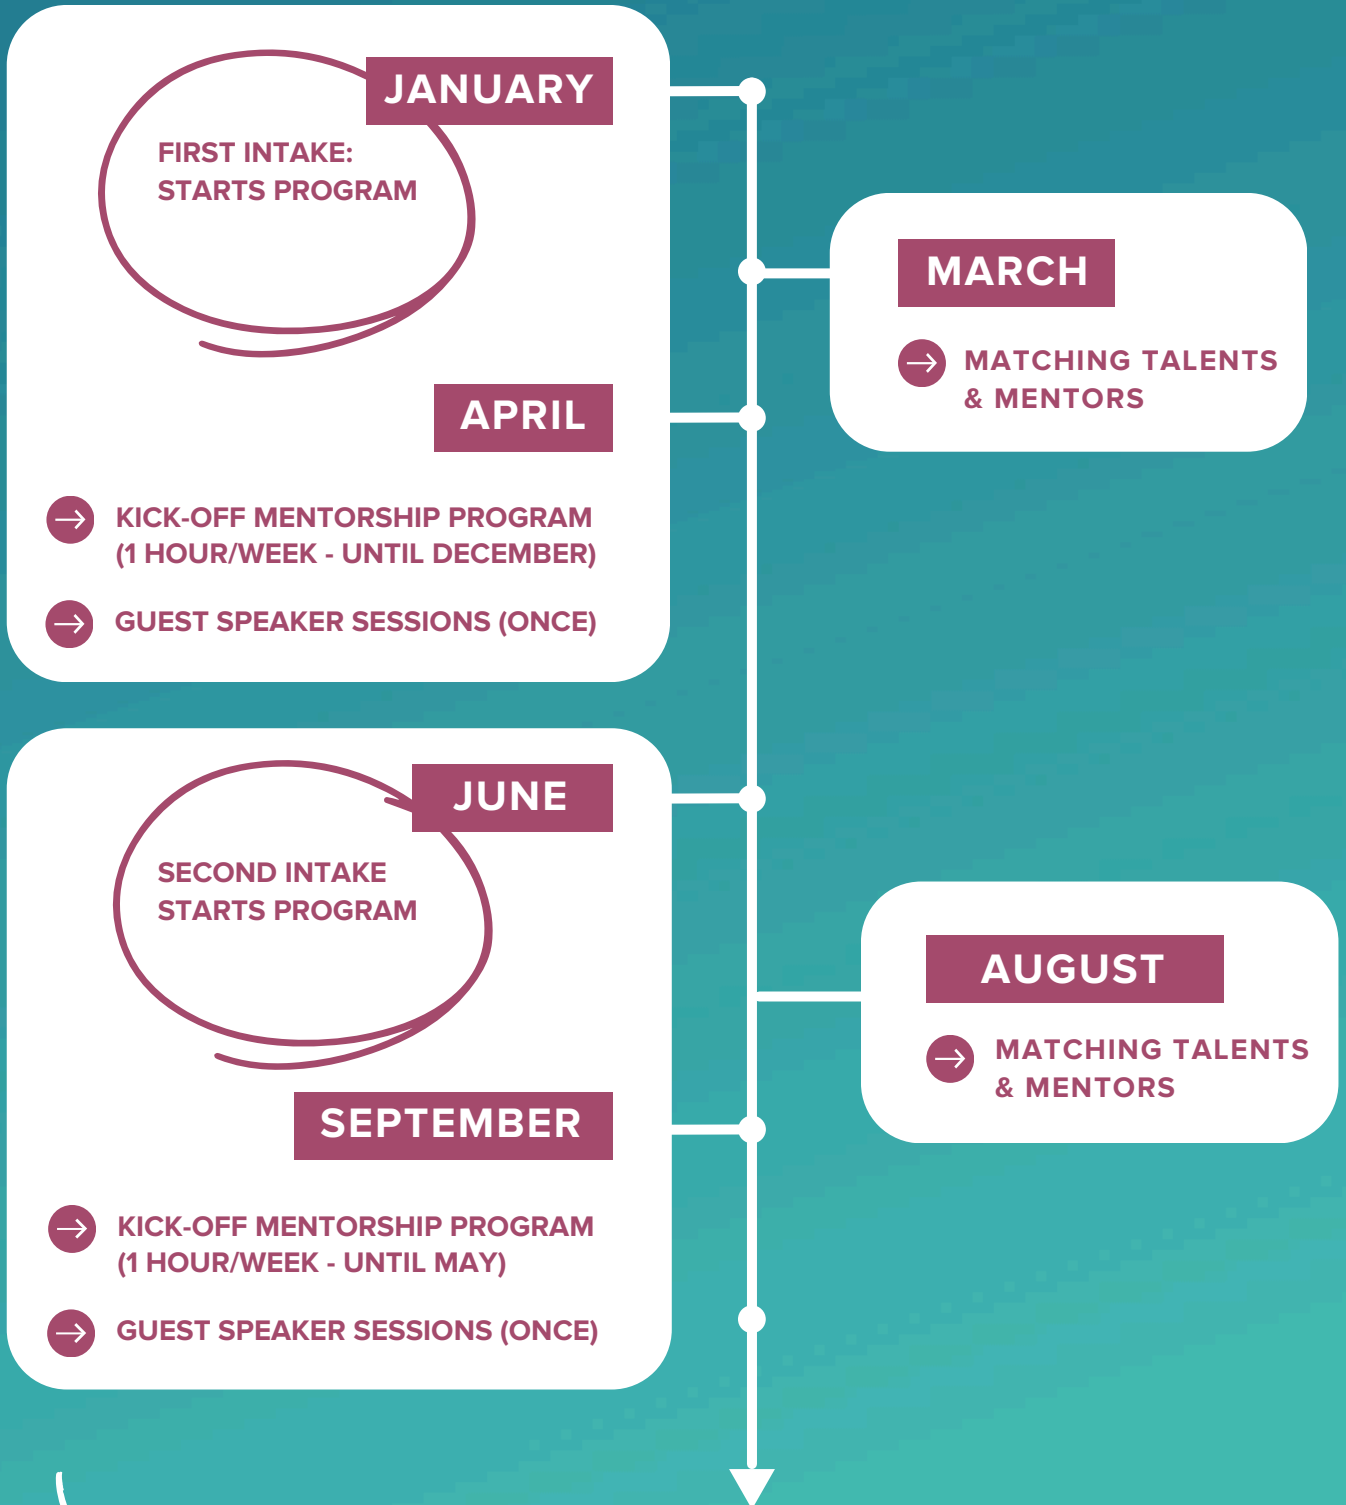 JANUARY
FIRST INTAKE:
STARTS PROGRAM
MARCH
MATCHING TALENTS
& MENTORS
APRIL
KICK-OFF MENTORSHIP PROGRAM
(1 HOUR/WEEK - UNTIL DECEMBER)
GUEST SPEAKER SESSIONS (ONCE)
JUNE
SECOND INTAKE
STARTS PROGRAM
AUGUST
MATCHING TALENTS
& MENTORS
SEPTEMBER
KICK-OFF MENTORSHIP PROGRAM
(1 HOUR/WEEK - UNTIL MAY)
GUEST SPEAKER SESSIONS (ONCE)